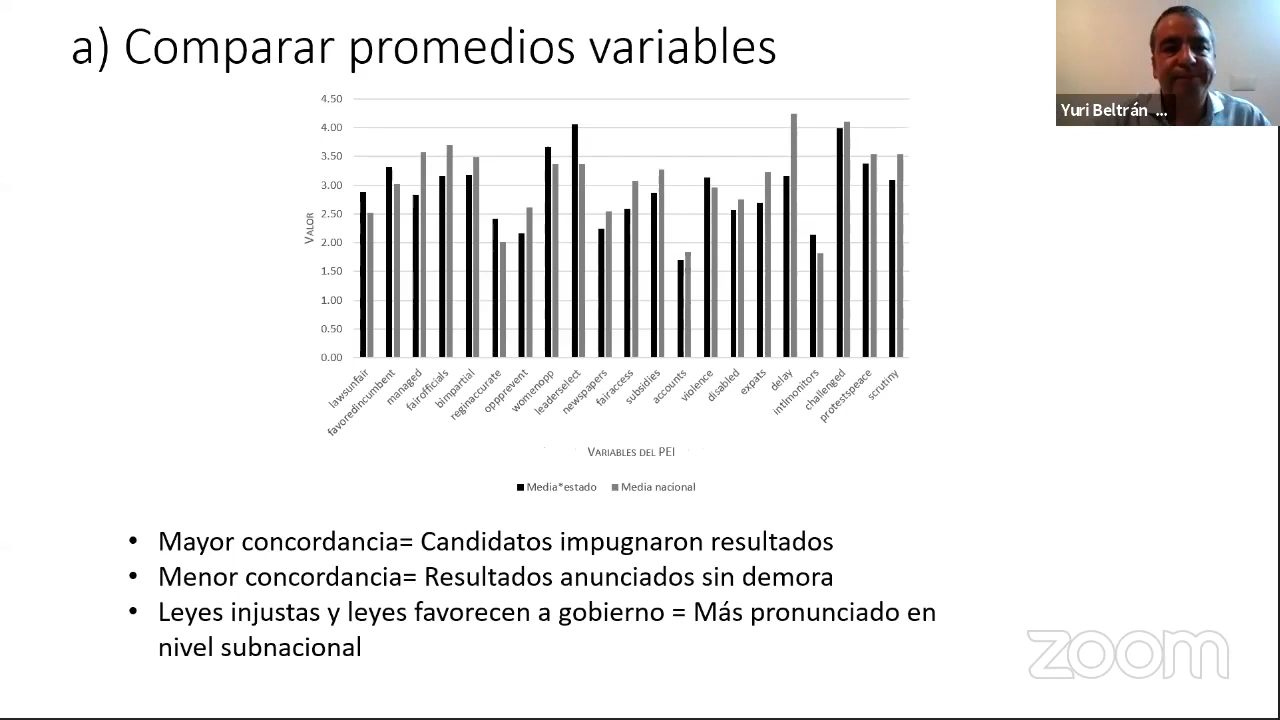 a) Comparar promedios variables
Yuri Beltrán ...
4.50
4.00
3.50
3.00
2.50
2.00
1.50
1.00
0.50
0.00
VALOR
lawsunfair
favoredincumbent
managed
fairofficials
bimpartial
reginaccurate
oppprevent
womenopp
leaderselect
newspapers
fairaccess
subsidies
accounts
violence
disabled
expats
delay
intlmonitors
challenged
protestspeace
scrutiny
VARIABLES DEL PEI
Media*estado
Media nacional
• Mayor concordancia= Candidatos impugnaron resultados
• Menor concordancia= Resultados anunciados sin demora
• Leyes injustas y leyes favorecen a gobierno = Más pronunciado en
nivel subnacional
zoom